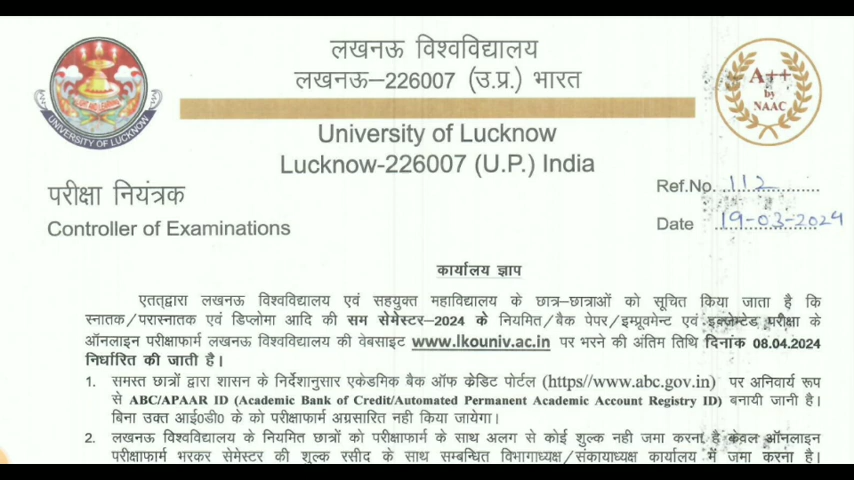 लखनऊ विश्वविद्यालय
लखनऊ-226007 (उ.प्र.) भारत
A++
by
NAAC
UNIVERSITY OF LUCKNOW
University of Lucknow
Lucknow-226007 (U.P.) India
परीक्षा नियंत्रक
Ref.No. 112
Controller of Examinations
Date 19-03-2024
कार्यालय ज्ञाप
एतत्द्वारा लखनऊ विश्वविद्यालय एवं सहयुक्त महाविद्यालय के छात्र-छात्राओं को सूचित किया जाता है कि
स्नातक/परास्नातक एवं डिप्लोमा आदि की सम सेमेस्टर-2024 के नियमित/बैक पेपर/इम्प्रूवमेण्ट एवं इक्जेम्टेड परीक्षा के
ऑनलाइन परीक्षाफार्म लखनऊ विश्वविद्यालय की वेबसाइट www.lkouniv.ac.in पर भरने की अंतिम तिथि दिनांक 08.04.2024
निर्धारित की जाती है।
1. समस्त छात्रों द्वारा शासन के निर्देशानुसार एकेडमिक बैक ऑफ क्रेडिट पोर्टल (https//www.abc.gov.in) पर अनिवार्य रूप
से ABC/APAAR ID (Academic Bank of Credit/Automated Permanent Academic Account Registry ID) बनायी जानी है।
बिना उक्त आई0डी0 के को परीक्षाफार्म अग्रसारित नही किया जायेगा।
2. लखनऊ विश्वविद्यालय के नियमित छात्रों को परीक्षाफार्म के साथ अलग से कोई शुल्क नही जमा करना है केवल ऑनलाइन
परीक्षाफार्म भरकर सेमेस्टर की शुल्क रसीद के साथ सम्बन्धित विभागाध्यक्ष/संकायाध्यक्ष कार्यालय में जमा करना है।